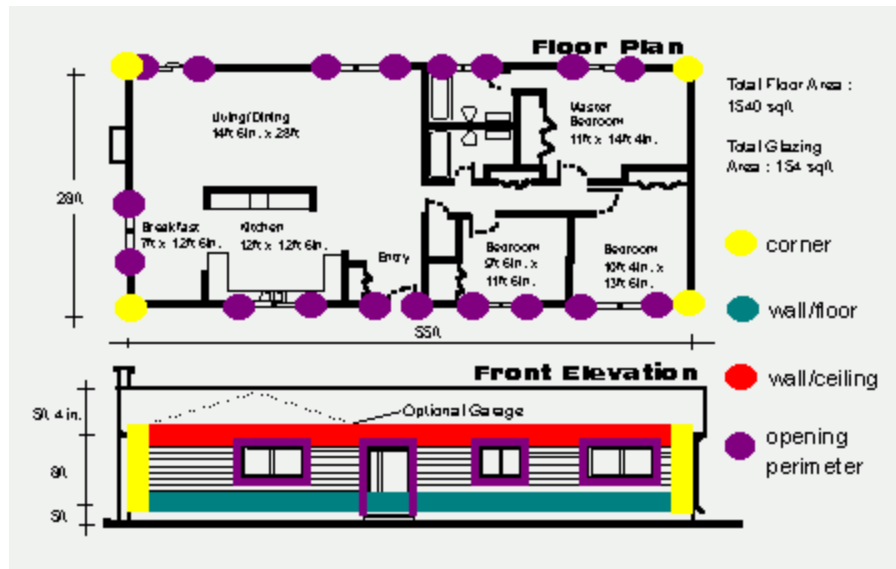 Floor Plan
Living/Dining
14ft 6in. x 28ft
Master
Bedroom
11ft x 14ft 4in.
Total Floor Area :
1540 sqft
Total Glazing
Area : 154 sqft
28ft
Breakfast
7ft x 12ft 6in.
Kitchen
12ft x 12ft 6in.
Entry
Bedroom
9ft 6in. x
11ft 6in.
Bedroom
10ft 4in. x
13ft 6in.
55ft
corner
wall/floor
wall/ceiling
opening
perimeter
Front Elevation
Optional Garage
5ft 4in.
8ft
5ft